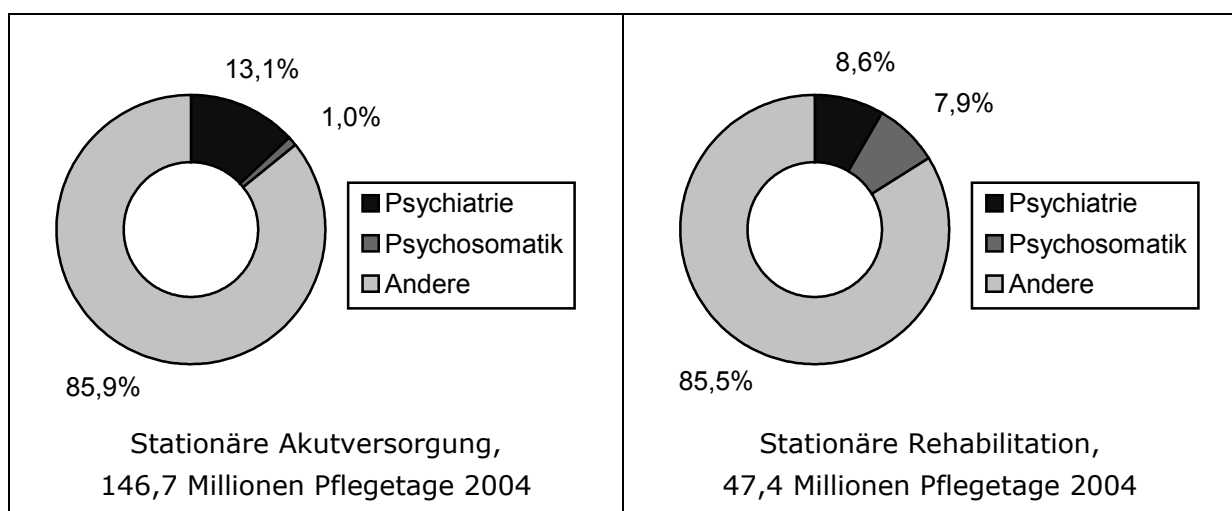 13,1%
1,0%
Psychiatrie
Psychosomatik
Andere
85,9%
Stationäre Akutversorgung,
146,7 Millionen Pflegetage 2004
8,6%
7,9%
Psychiatrie
Psychosomatik
Andere
85,5%
Stationäre Rehabilitation,
47,4 Millionen Pflegetage 2004